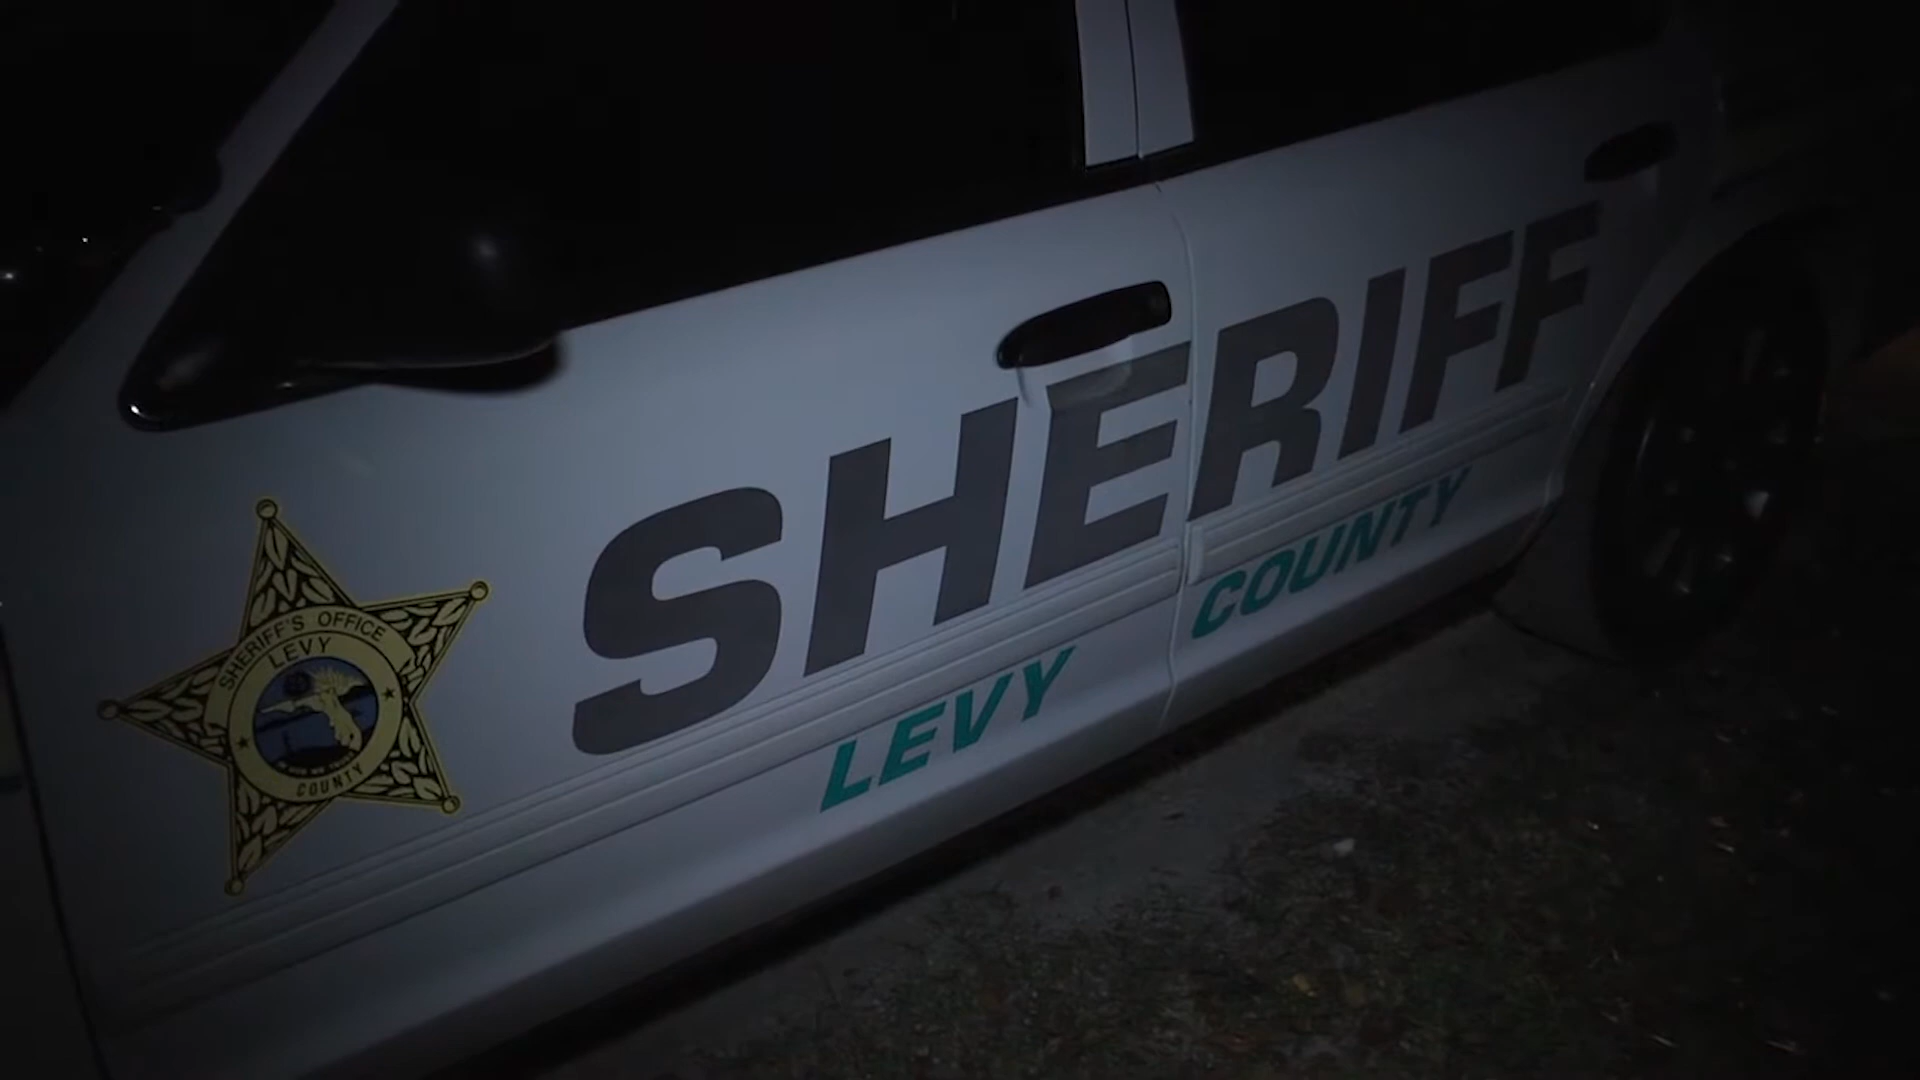 SHERIFF'S OFFICE
LEVY
COUNTY
SHERIFF
LEVY COUNTY